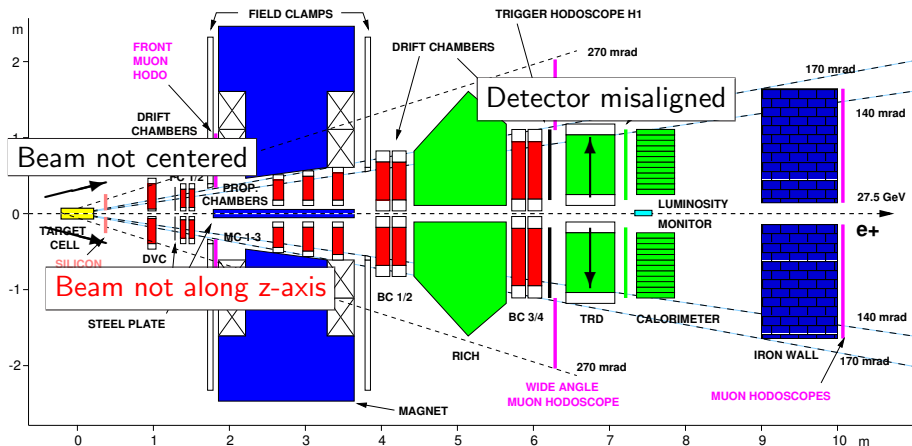 FIELD CLAMPS
TRIGGER HODOSCOPE H1
m
FRONT
MUON
HODO
DRIFT CHAMBERS
270 mrad
170 mrad
2
DRIFT
CHAMBERS
Detector misaligned
140 mrad
1
Beam not centered
FC 1/2
PROP.
CHAMBERS
27.5 GeV
LUMINOSITY
0
e+
TARGET
CELL
MONITOR
MC 1-3
SILICON
DVC
Beam not along z-axis
-1
BC 1/2
BC 3/4
TRD
CALORIMETER
140 mrad
STEEL PLATE
RICH
IRON WALL
170 mrad
270 mrad
-2
WIDE ANGLE
MUON HODOSCOPE
MUON HODOSCOPES
MAGNET
0 1 2 3 4 5 6 7 8 9 10 m